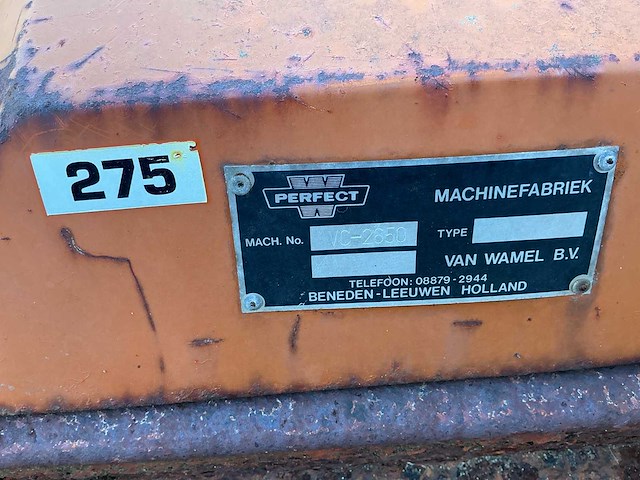 275
W
PERFECT
W
MACHINEFABRIEK
MACH. No. VC-2650 TYPE
VAN WAMEL B.V.
TELEFOON: 08879-2944
BENEDEN-LEEUWEN HOLLAND